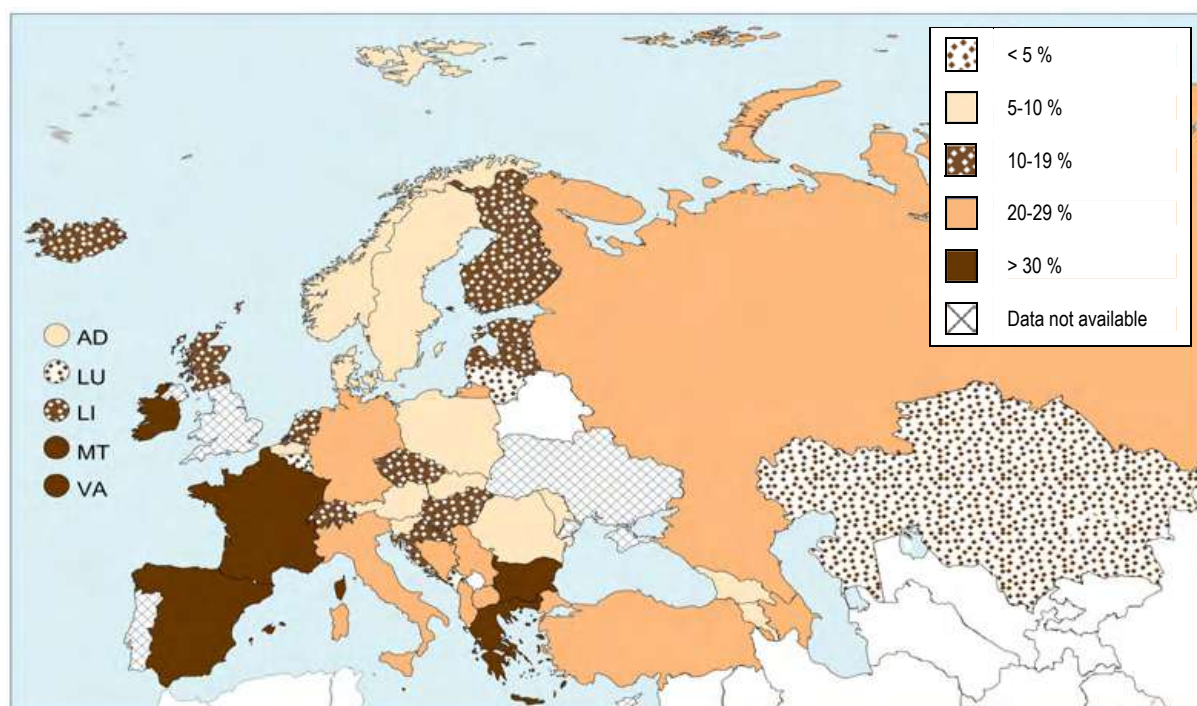 < 5 %
5-10 %
10-19 %
20-29 %
> 30 %
Data not available
AD
LU
LI
MT
VA